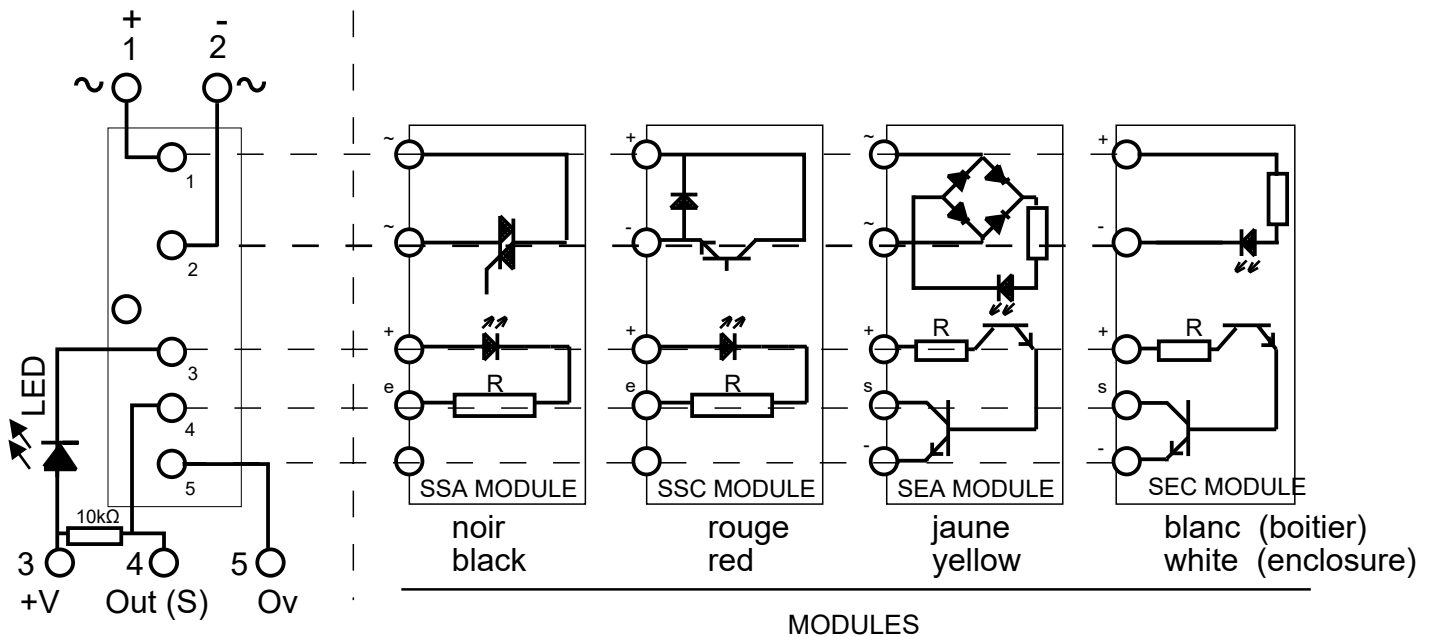 + -
1 2
~ ~
1
2
3
4
5
LED
10kΩ
3 4 5
+V Out (S) Ov
~
~
+
e
R
SSA MODULE
noir
black
+
-
+
e
R
SSC MODULE
rouge
red
~
~
+
s
-
R
SEA MODULE
jaune
yellow
+
-
+
s
-
R
SEC MODULE
blanc (boitier)
white (enclosure)
MODULES